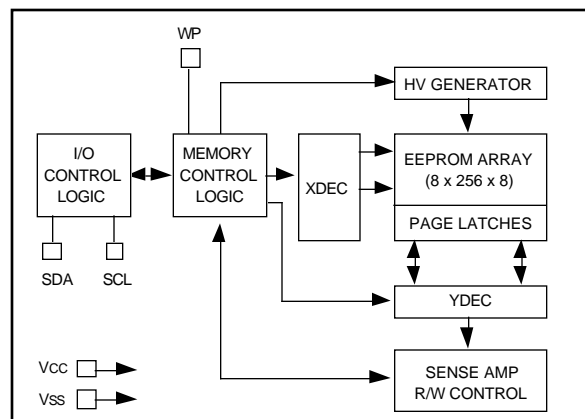 WP
HV GENERATOR
I/O
CONTROL
LOGIC
MEMORY
CONTROL
LOGIC
XDEC
EEPROM ARRAY
(8 x 256 x 8)
PAGE LATCHES
SDA
SCL
YDEC
VCC
VSS
SENSE AMP
R/W CONTROL